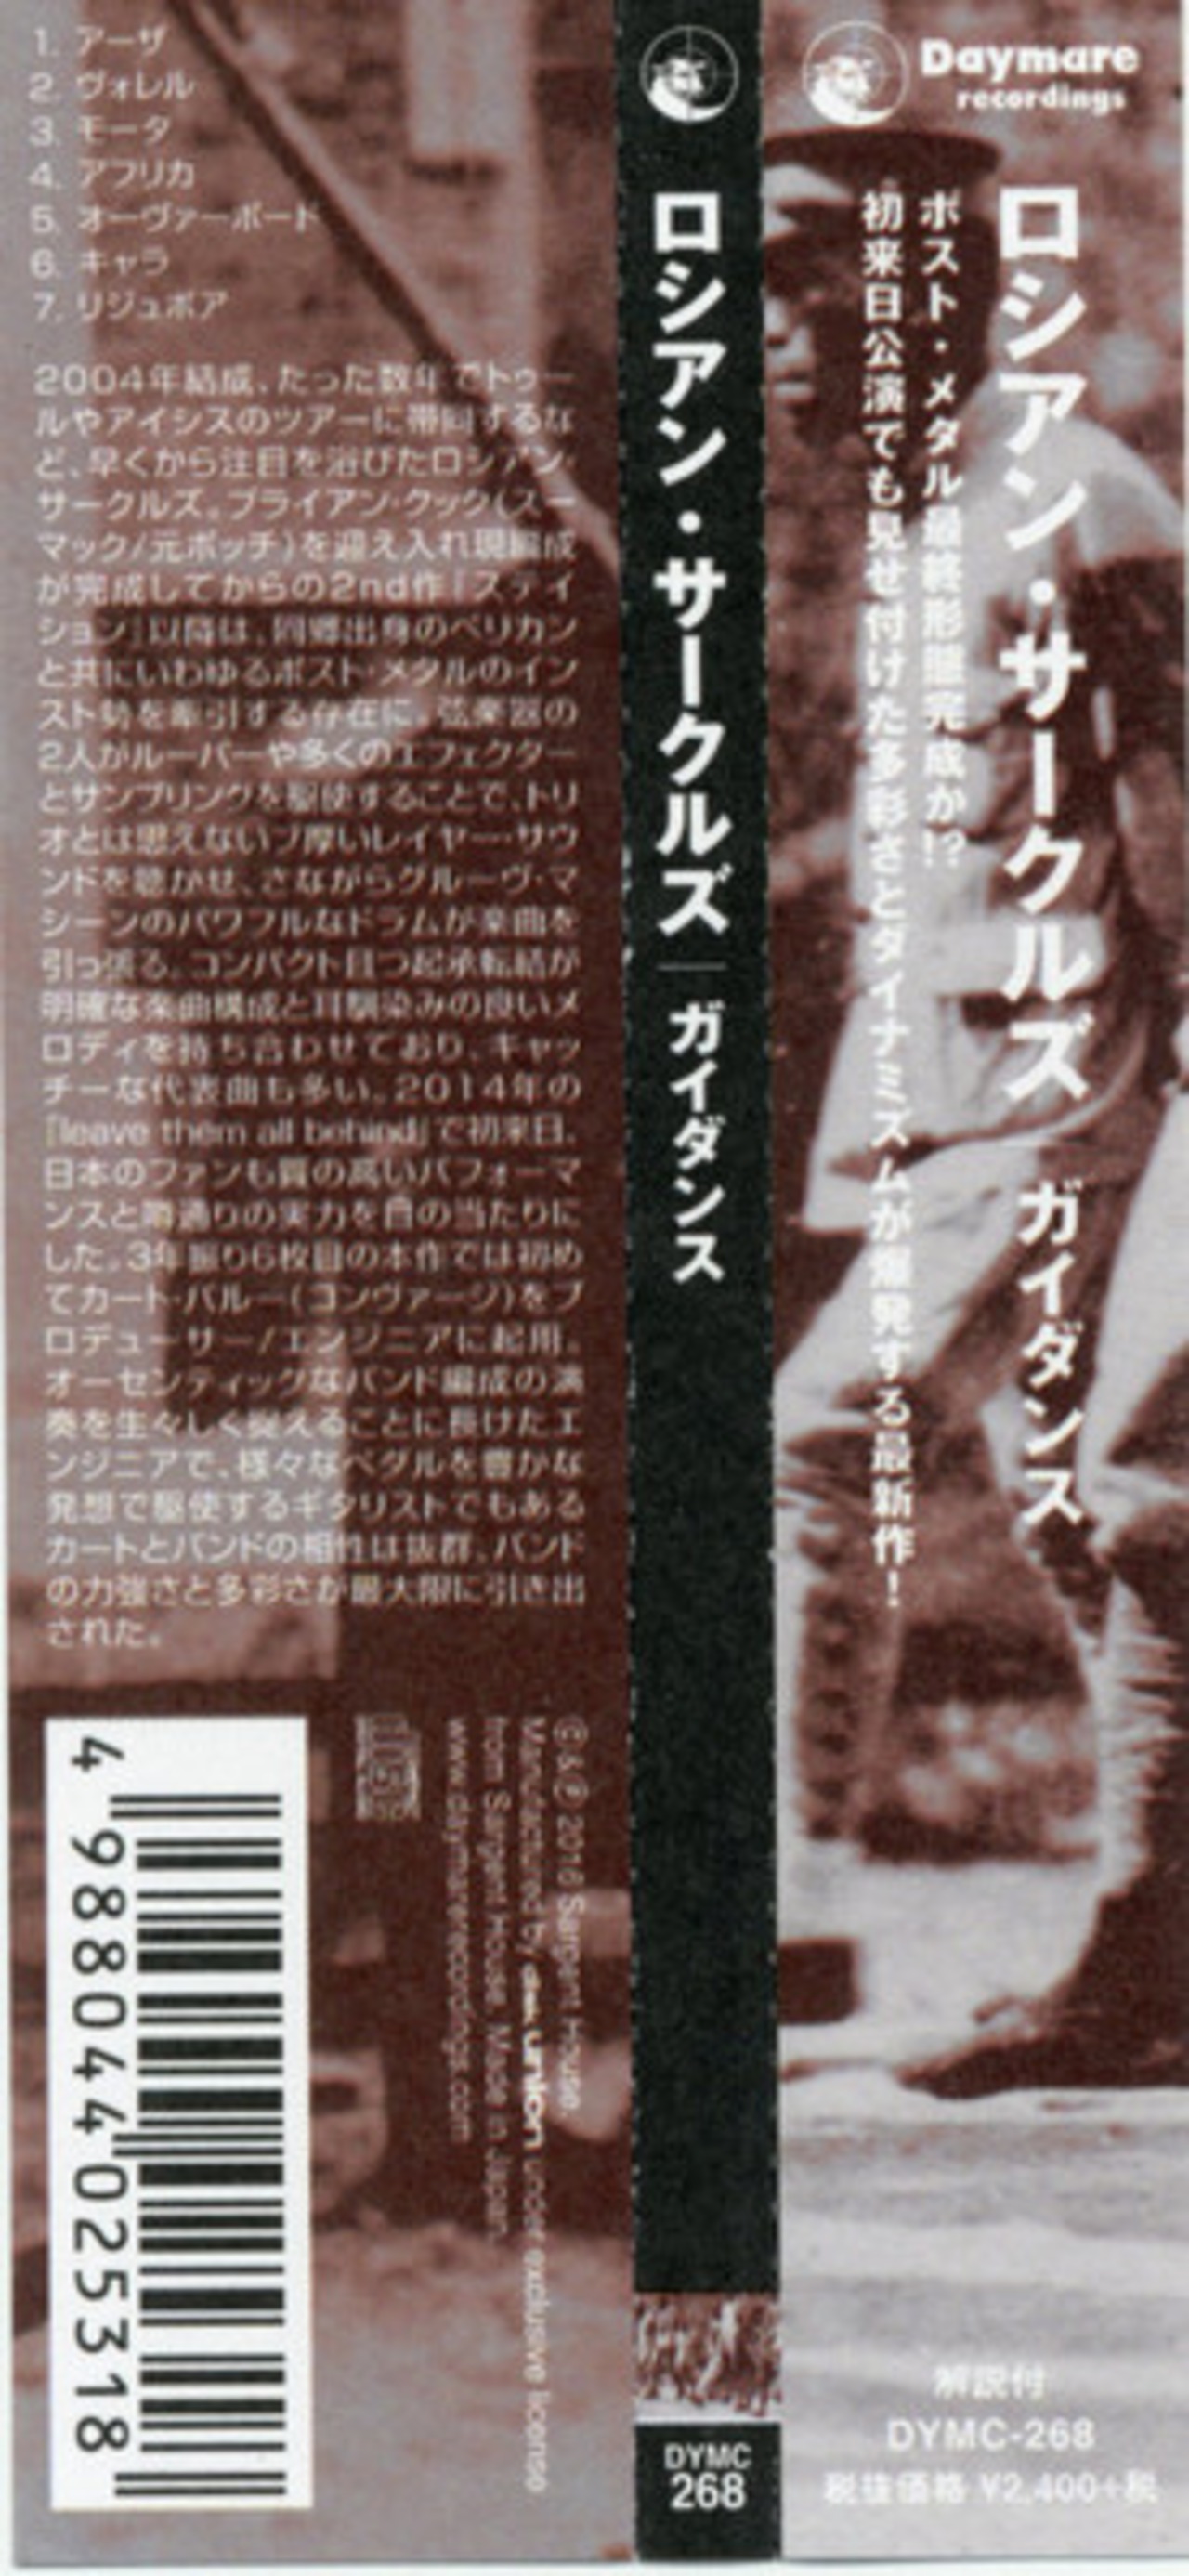 1. アーザ
2. ヴォレル
3. モータ
4. アフリカ
5. オーヴァーボード
6. キャラ
7. リジュボア
2004年結成、たった数年でトゥー
ルやアイシスのツアーに帯同するな
ど、早くから注目を浴びたロシアン・
サークルズ。ブライアン・クック(スー
マック/元ボッチ)を迎え入れ現編成
が完成してからの2nd作『ステイ
ション』以降は、同郷出身のペリカン
と共にいわゆるポスト・メタルのイン
スト勢を牽引する存在に。弦楽器の
2人がルーパーや多くのエフェクター
とサンプリングを駆使することで、トリ
オとは思えないブ厚いレイヤー・サウ
ンドを聴かせ、さながらグルーヴ・マ
シーンのパワフルなドラムが楽曲を
引っ張る。コンパクト且つ起承転結が
明確な楽曲構成と耳馴染みの良いメ
ロディを持ち合わせており、キャッ
チーな代表曲も多い。2014年の
『leave them all behind』で初来日。
日本のファンも質の高いパフォーマ
ンスと噂通りの実力を目の当たりに
した。3年振り6枚目の本作では初め
てカート・バルー(コンヴァージ)をプ
ロデューサー/エンジニアに起用。
オーセンティックなバンド編成の演
奏を生々しく捉えることに長けたエ
ンジニアで、様々なペダルを豊かな
発想で駆使するギタリストでもある
カートとバンドの相性は抜群、バンド
の力強さと多彩さが最大限に引き出
された。
4 988044 025318
©&℗ 2016 Sargent House.
Manufactured by disk union under exclusive license
from Sargent House. Made in Japan.
www.daymarerecordings.com
ロシアン・サークルズ｜ガイダンス
DYMC
268
Daymare
recordings
ロシアン・サークルズ｜ガイダンス
ポスト・メタル最終形態完成か!?
初来日公演でも見せ付けた多彩さとダイナミズムが爆発する最新作！
解説付
DYMC-268
税抜価格 ¥2,400+税